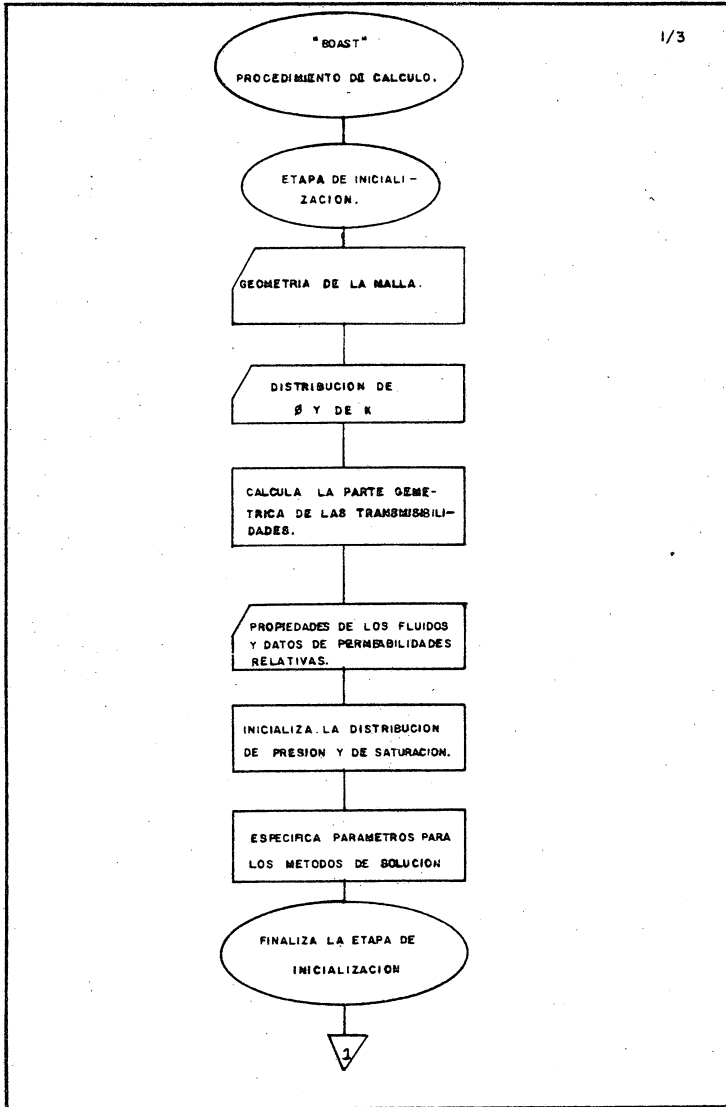 1/3
"BOAST"
PROCEDIMIENTO DE CALCULO.
ETAPA DE INICIALI-
ZACION.
GEOMETRIA DE LA MALLA.
DISTRIBUCION DE
Ø Y DE K
CALCULA LA PARTE GEME-
TRICA DE LAS TRANSMISIBILI-
DADES.
PROPIEDADES DE LOS FLUIDOS
Y DATOS DE PERMEABILIDADES
RELATIVAS.
INICIALIZA. LA DISTRIBUCION
DE PRESION Y DE SATURACION.
ESPECIFICA PARAMETROS PARA
LOS METODOS DE SOLUCION
FINALIZA LA ETAPA DE
INICIALIZACION
1